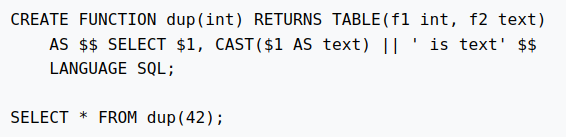 CREATE FUNCTION dup(int) RETURNS TABLE(f1 int, f2 text)
    AS $$ SELECT $1, CAST($1 AS text) || ' is text' $$
    LANGUAGE SQL;

SELECT * FROM dup(42);